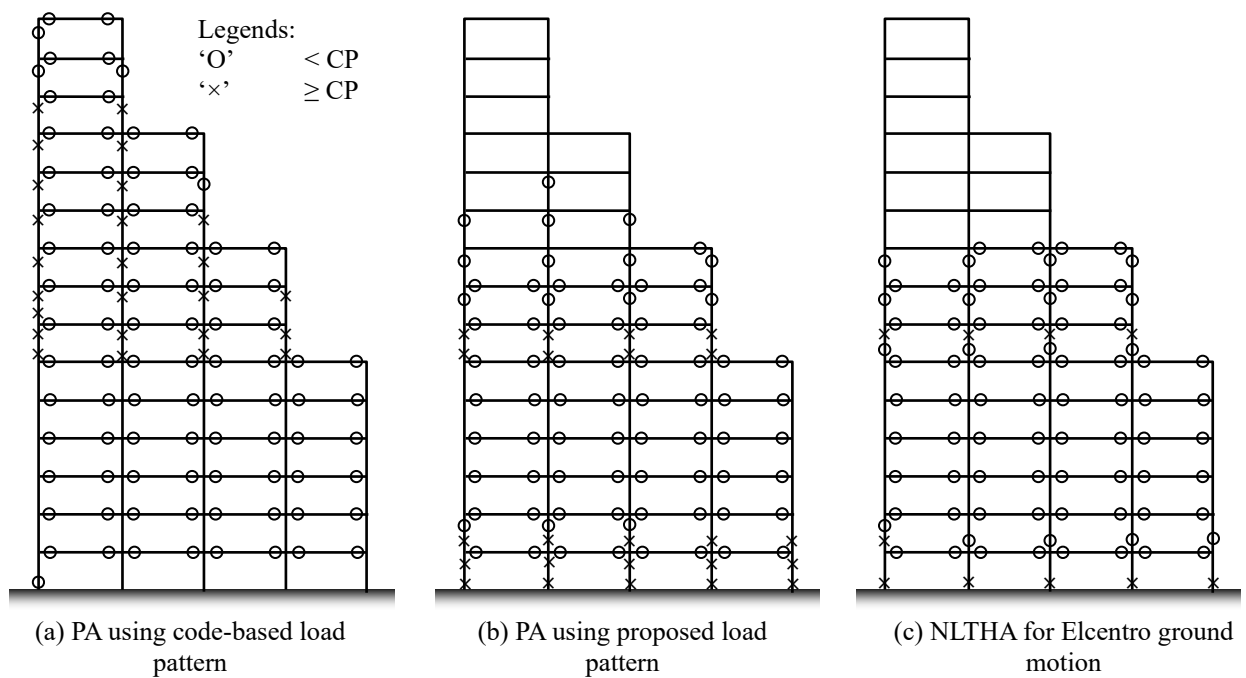 Legends:
‘O’ < CP
‘×’ ≥ CP
(a) PA using code-based load
pattern
(b) PA using proposed load
pattern
(c) NLTHA for Elcentro ground
motion